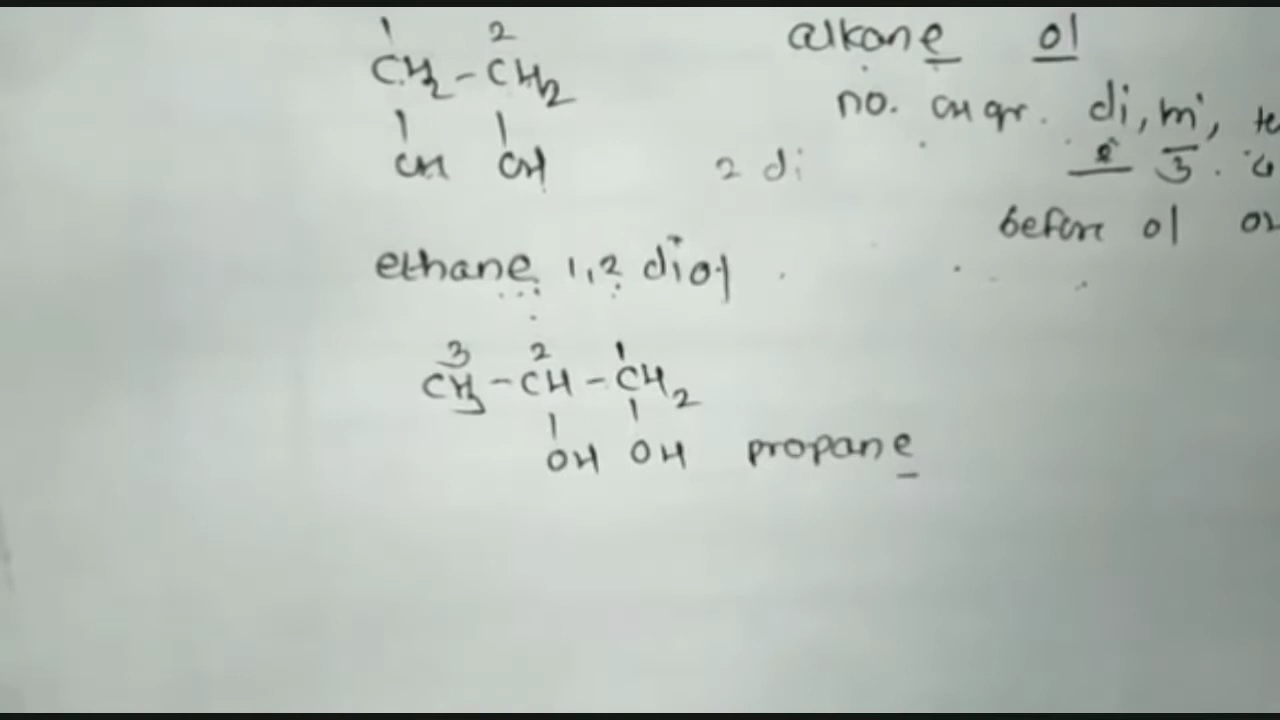 1 2 alkane ol
CH2 - CH2
no. OH gr. di, tri,
OH OH 2 di 2 3.
before ol
ethane 1,2 diol
3 2 1
CH3 - CH - CH2
OH OH propane